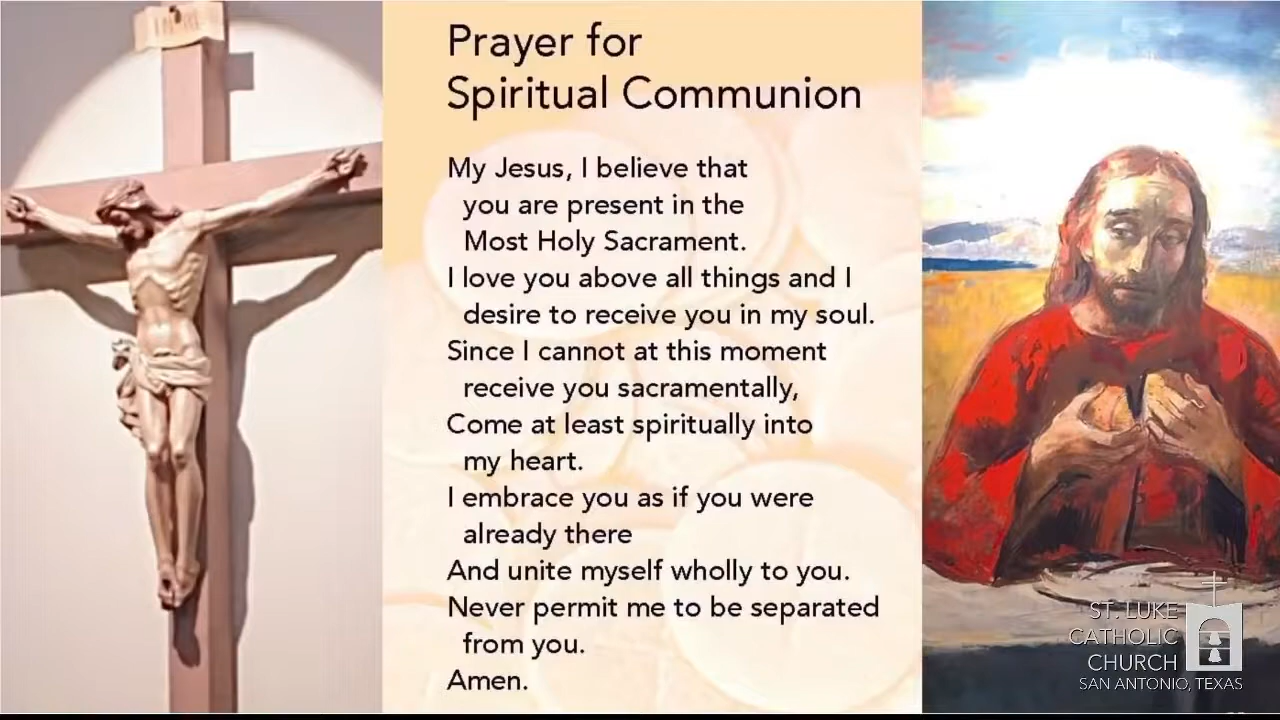 Prayer for
Spiritual Communion
My Jesus, I believe that
you are present in the
Most Holy Sacrament.
I love you above all things and I
desire to receive you in my soul.
Since I cannot at this moment
receive you sacramentally,
Come at least spiritually into
my heart.
I embrace you as if you were
already there
And unite myself wholly to you.
Never permit me to be separated
from you.
Amen.
ST. LUKE
CATHOLIC
CHURCH
SAN ANTONIO, TEXAS